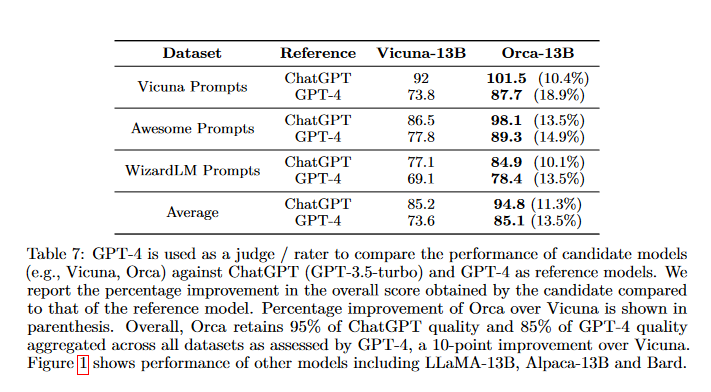 Dataset Reference Vicuna-13B Orca-13B
Vicuna Prompts ChatGPT 92 101.5 (10.4%)
GPT-4 73.8 87.7 (18.9%)
Awesome Prompts ChatGPT 86.5 98.1 (13.5%)
GPT-4 77.8 89.3 (14.9%)
WizardLM Prompts ChatGPT 77.1 84.9 (10.1%)
GPT-4 69.1 78.4 (13.5%)
Average ChatGPT 85.2 94.8 (11.3%)
GPT-4 73.6 85.1 (13.5%)
Table 7: GPT-4 is used as a judge / rater to compare the performance of candidate models
(e.g., Vicuna, Orca) against ChatGPT (GPT-3.5-turbo) and GPT-4 as reference models. We
report the percentage improvement in the overall score obtained by the candidate compared
to that of the reference model. Percentage improvement of Orca over Vicuna is shown in
parenthesis. Overall, Orca retains 95% of ChatGPT quality and 85% of GPT-4 quality
aggregated across all datasets as assessed by GPT-4, a 10-point improvement over Vicuna.
Figure 1 shows performance of other models including LLaMA-13B, Alpaca-13B and Bard.